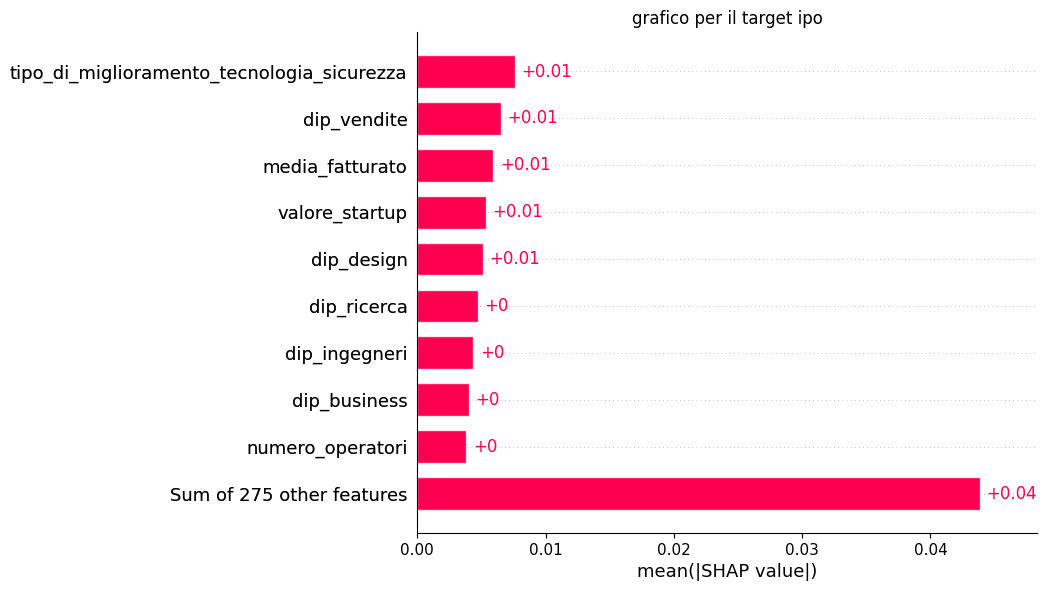 grafico per il target ipo
tipo_di_miglioramento_tecnologia_sicurezza +0.01
dip_vendite +0.01
media_fatturato +0.01
valore_startup +0.01
dip_design +0.01
dip_ricerca +0
dip_ingegneri +0
dip_business +0
numero_operatori +0
Sum of 275 other features +0.04
0.00 0.01 0.02 0.03 0.04
mean(|SHAP value|)